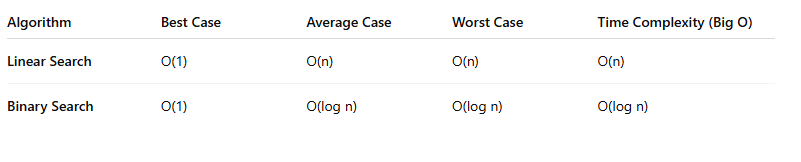 Algorithm Best Case Average Case Worst Case Time Complexity (Big O)
Linear Search O(1) O(n) O(n) O(n)
Binary Search O(1) O(log n) O(log n) O(log n)